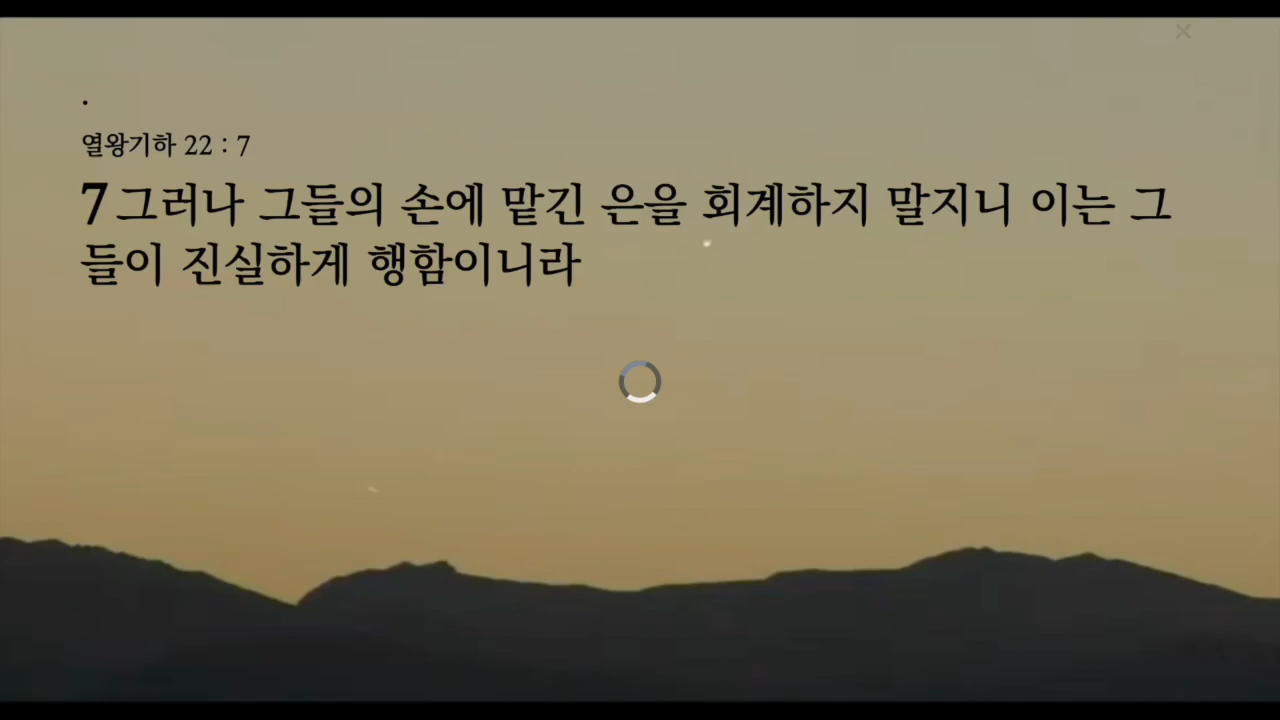 .
열왕기하 22 : 7
7 그러나 그들의 손에 맡긴 은을 회계하지 말지니 이는 그
들이 진실하게 행함이니라